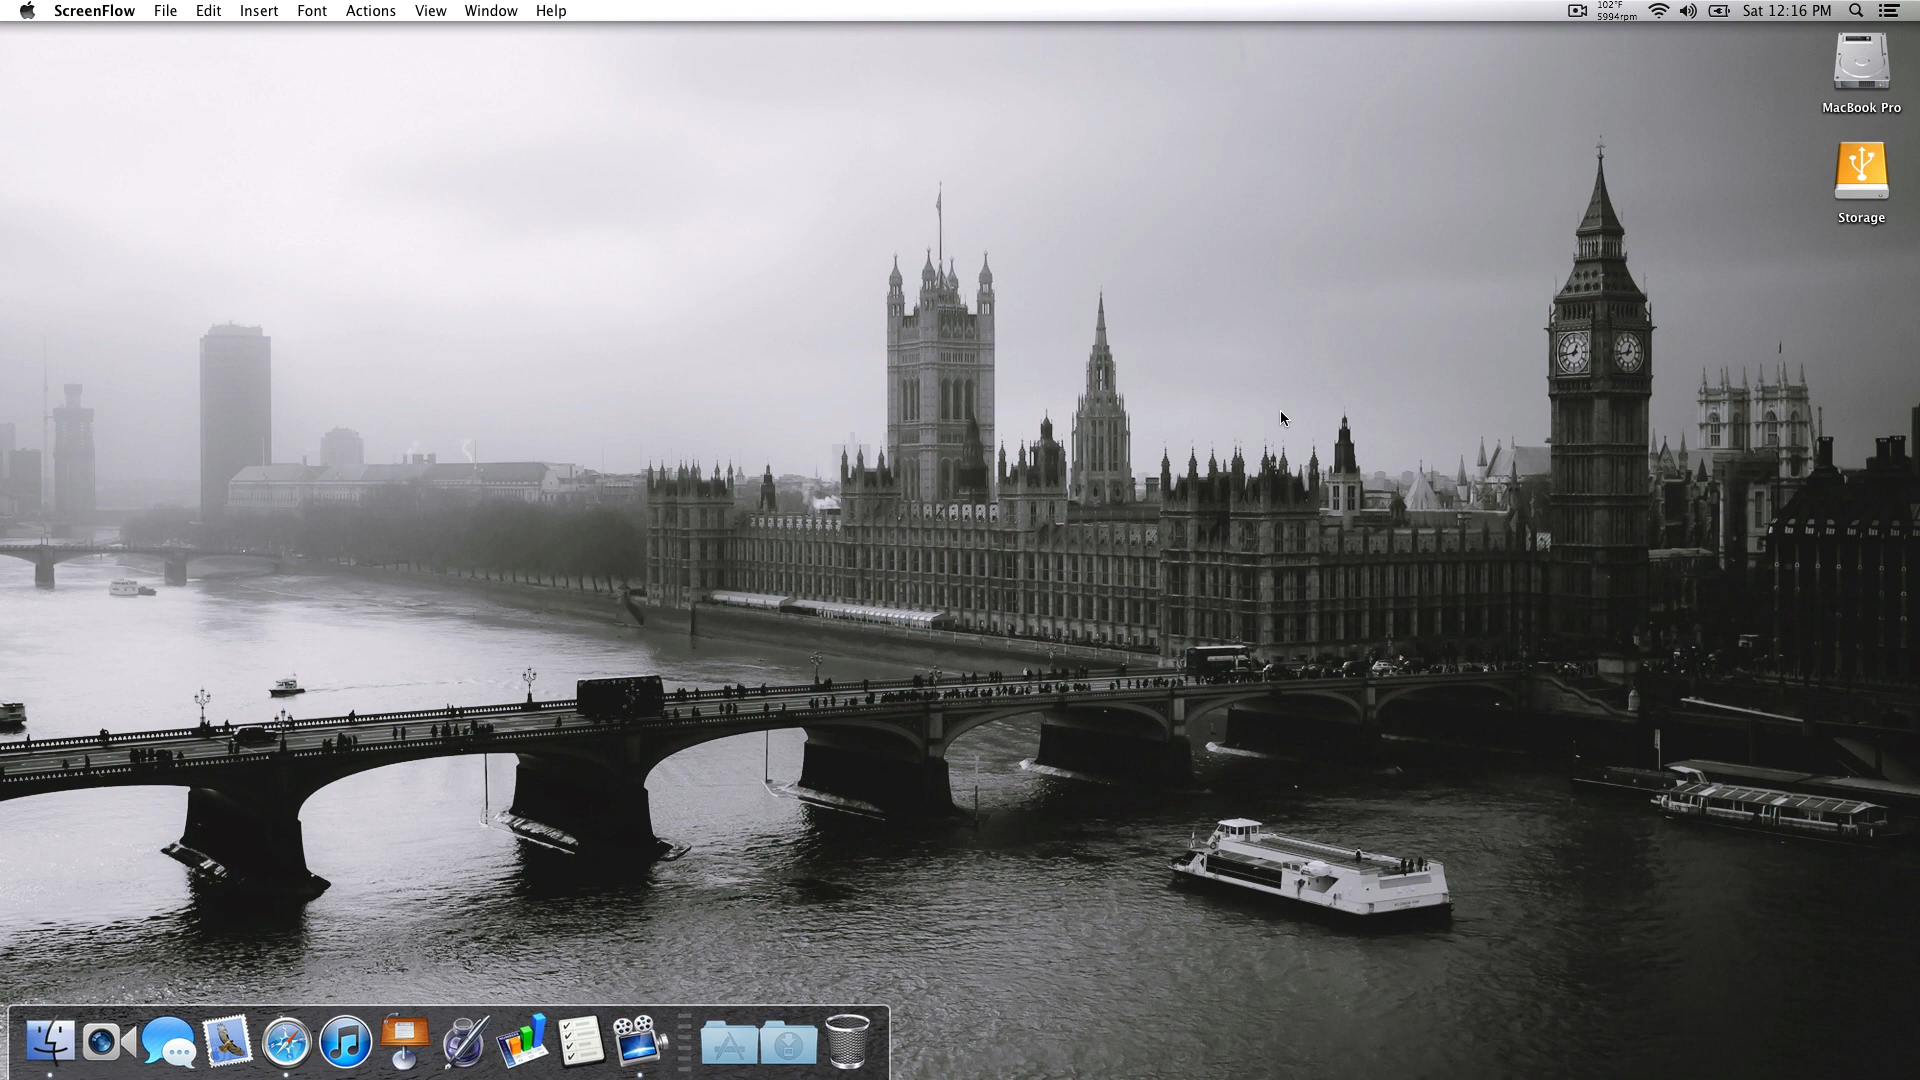 ScreenFlow File Edit Insert Font Actions View Window Help
102°F
5994rpm
Sat 12:16 PM
MacBook Pro
Storage